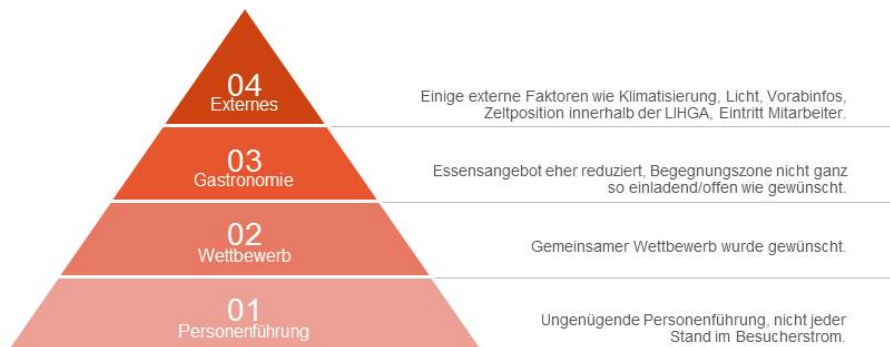 04
Externes
Einige externe Faktoren wie Klimatisierung, Licht, Vorabinfos,
Zeltposition innerhalb der LIHGA, Eintritt Mitarbeiter.
03
Gastronomie
Essensangebot eher reduziert, Begegnungszone nicht ganz
so einladend/offen wie gewünscht.
02
Wettbewerb
Gemeinsamer Wettbewerb wurde gewünscht.
01
Personenführung
Ungenügende Personenführung, nicht jeder
Stand im Besucherstrom.